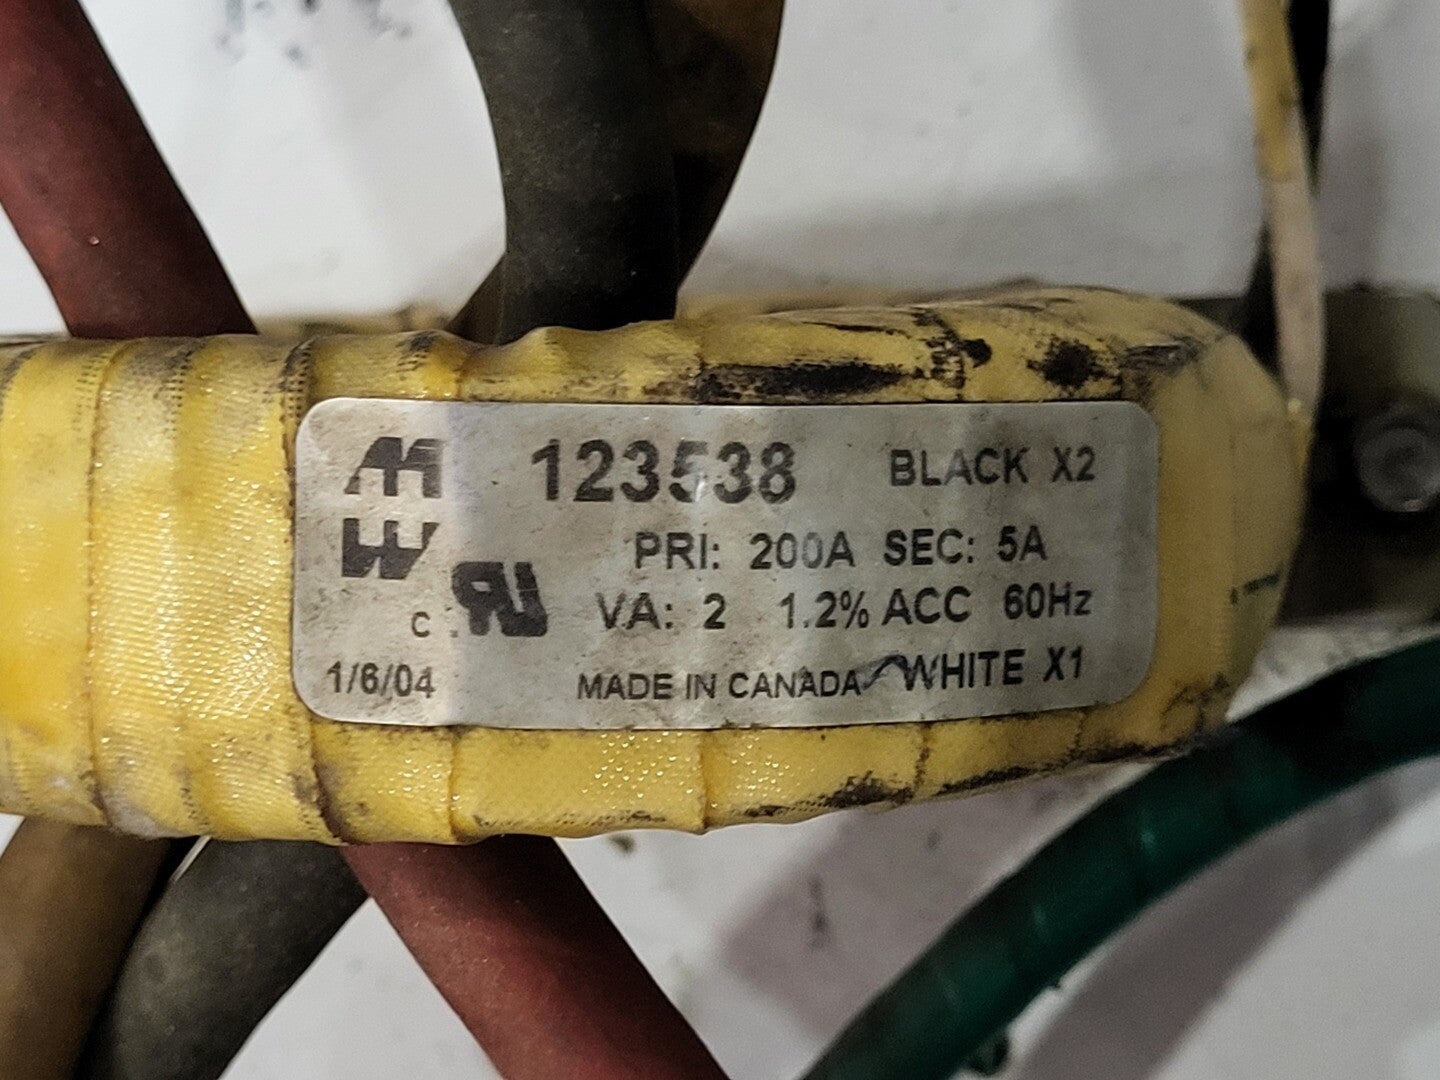 123538 BLACK X2
PRI: 200A SEC: 5A
VA: 2 1.2% ACC 60Hz
C RU
1/6/04 MADE IN CANADA WHITE X1